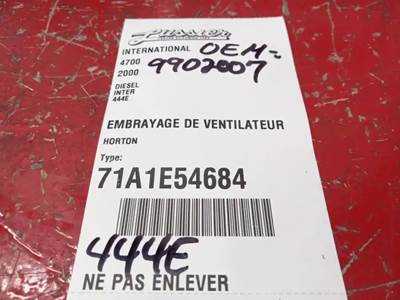 INTERNATIONAL OEM-
4700 9902007
2000
DIESEL
INTER
444E
EMBRAYAGE DE VENTILATEUR
HORTON
Type:
71A1E54684
444E
NE PAS ENLEVER